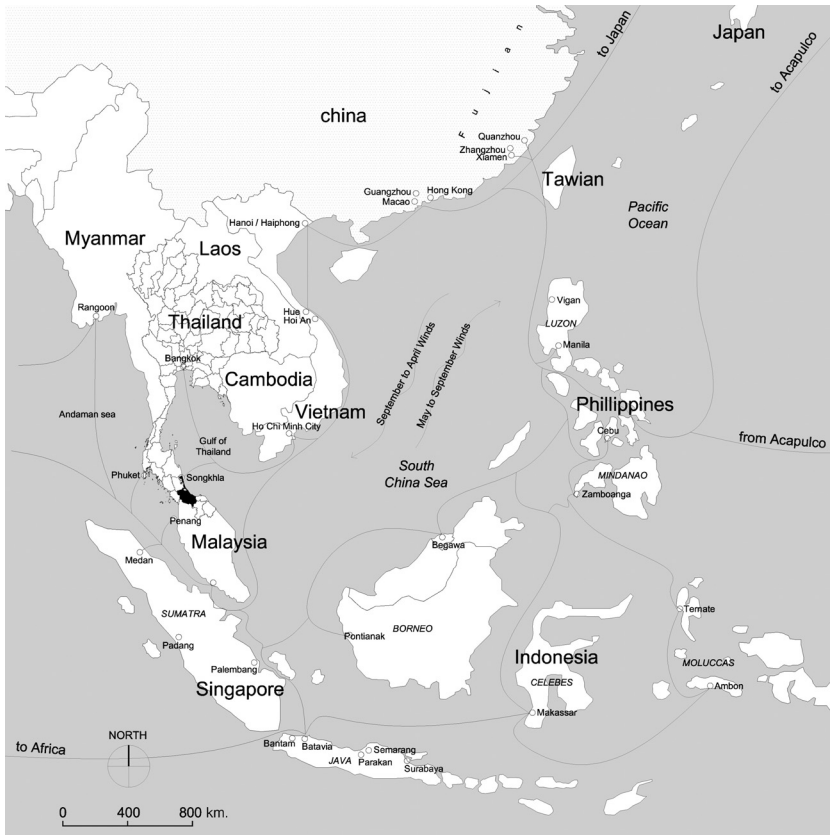 Japan
to Japan
to Acapulco
F u j i a n
china
Quanzhou
Zhangzhou
Xiamen
Tawian
Guangzhou
Hong Kong
Macao
Pacific
Ocean
Hanoi / Haiphong
Myanmar
Laos
Rangoon
Vigan
Hue
Hoi An
Thailand
LUZON
Manila
Bangkok
September to April Winds
May to September Winds
Cambodia
Vietnam
Phillippines
Andaman sea
Ho Chi Minh City
Cebu
from Acapulco
Gulf of
Thailand
South
China Sea
Phuket
Songkhla
MINDANAO
Zamboanga
Penang
Malaysia
Begawa
Medan
SUMATRA
Ternate
BORNEO
Pontianak
Padang
Indonesia
MOLUCCAS
Palembang
Singapore
CELEBES
Ambon
Makassar
to Africa
NORTH
Bantam
Batavia
Semarang
JAVA
Parakan
Surabaya
0 400 800 km.